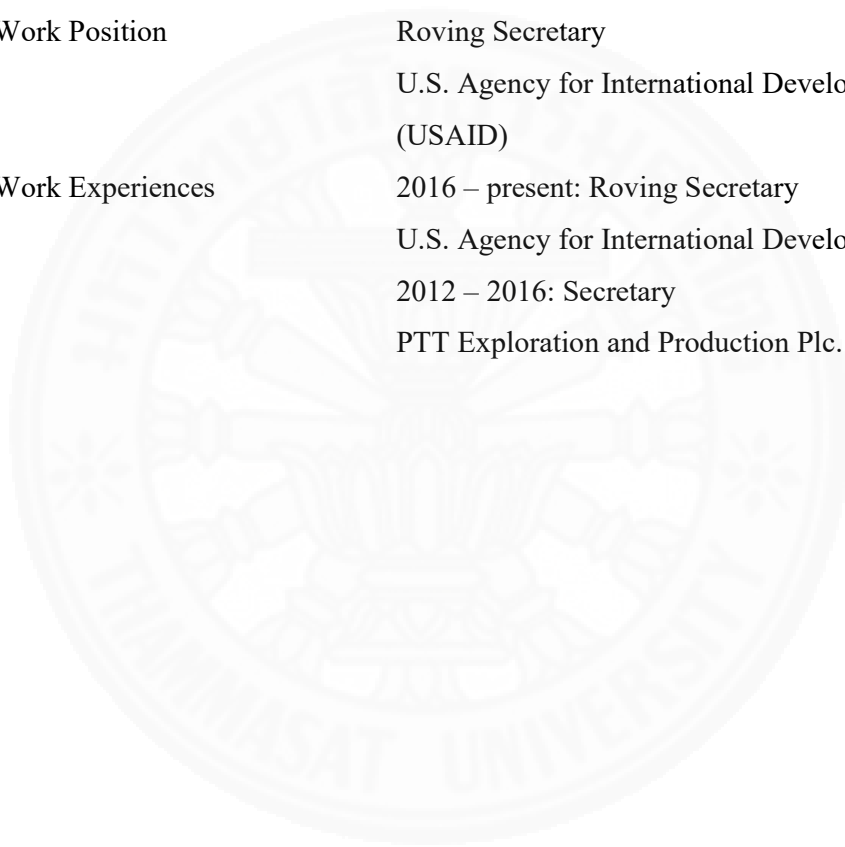 Work Position Roving Secretary
U.S. Agency for International Develo
(USAID)
Work Experiences 2016 – present: Roving Secretary
U.S. Agency for International Develo
2012 – 2016: Secretary
PTT Exploration and Production Plc.
THAMMASAT UNIVERSITY